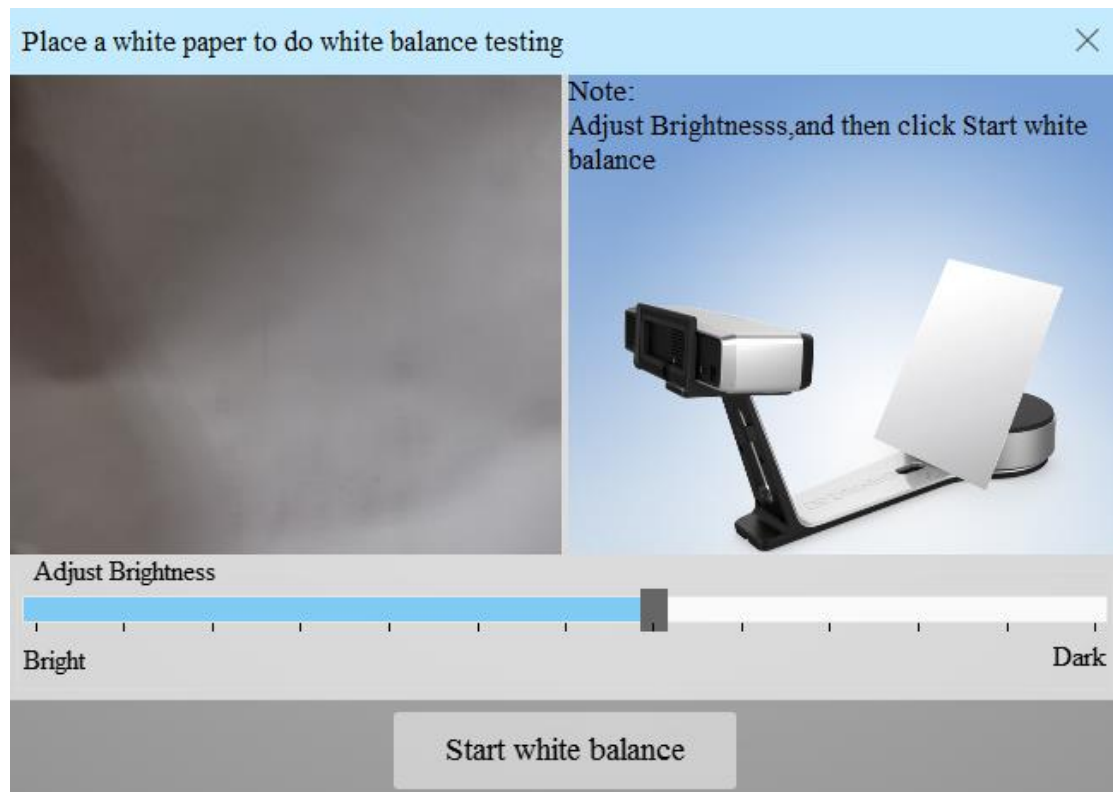 Place a white paper to do white balance testing
Note:
Adjust Brightnesss,and then click Start white
balance
Adjust Brightness
Bright
Dark
Start white balance